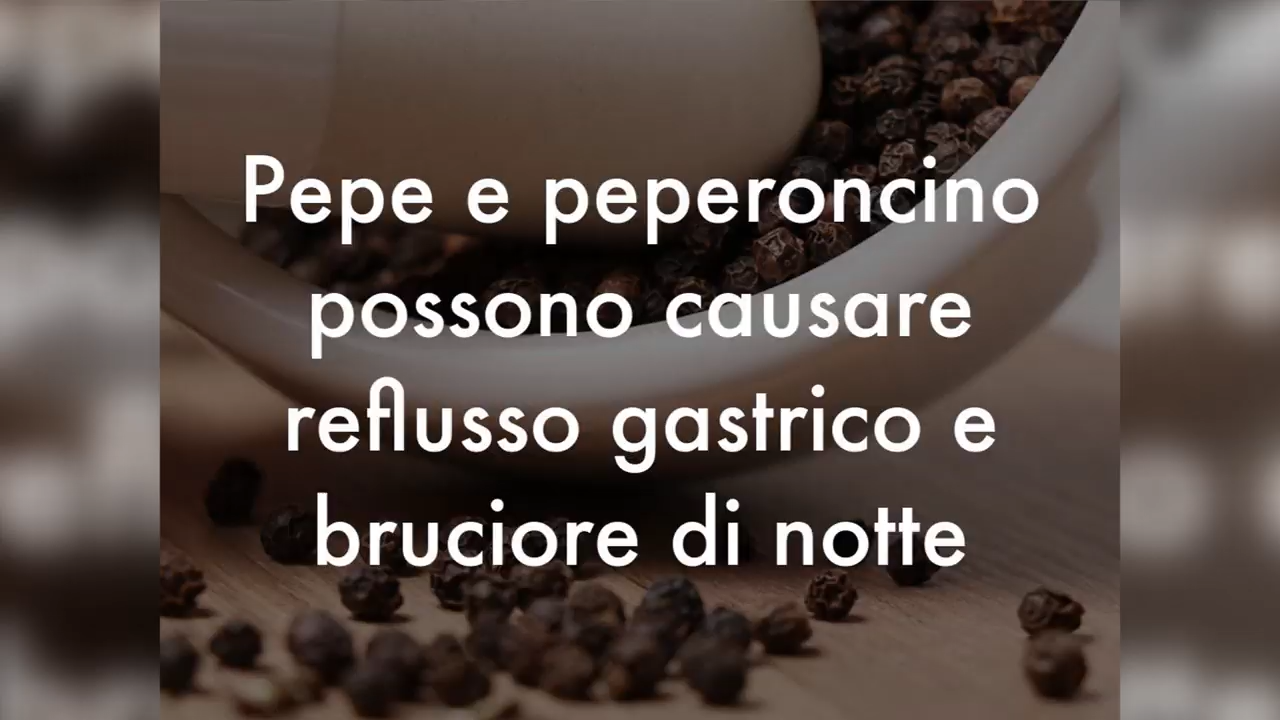 Pepe e peperoncino
possono causare
reflusso gastrico e
bruciore di notte